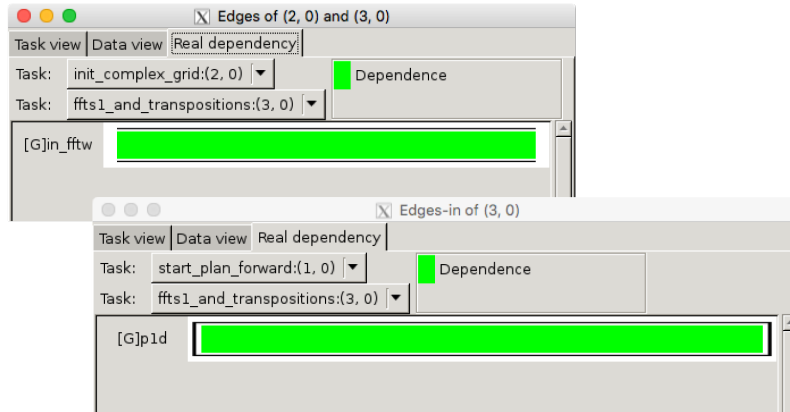 Edges of (2, 0) and (3, 0)
Task view Data view Real dependency
Task: init_complex_grid:(2, 0)
Dependence
Task: ffts1_and_transpositions:(3, 0)
[G]in_fftw
Edges-in of (3, 0)
Task view Data view Real dependency
Task: start_plan_forward:(1, 0)
Dependence
Task: ffts1_and_transpositions:(3, 0)
[G]p1d